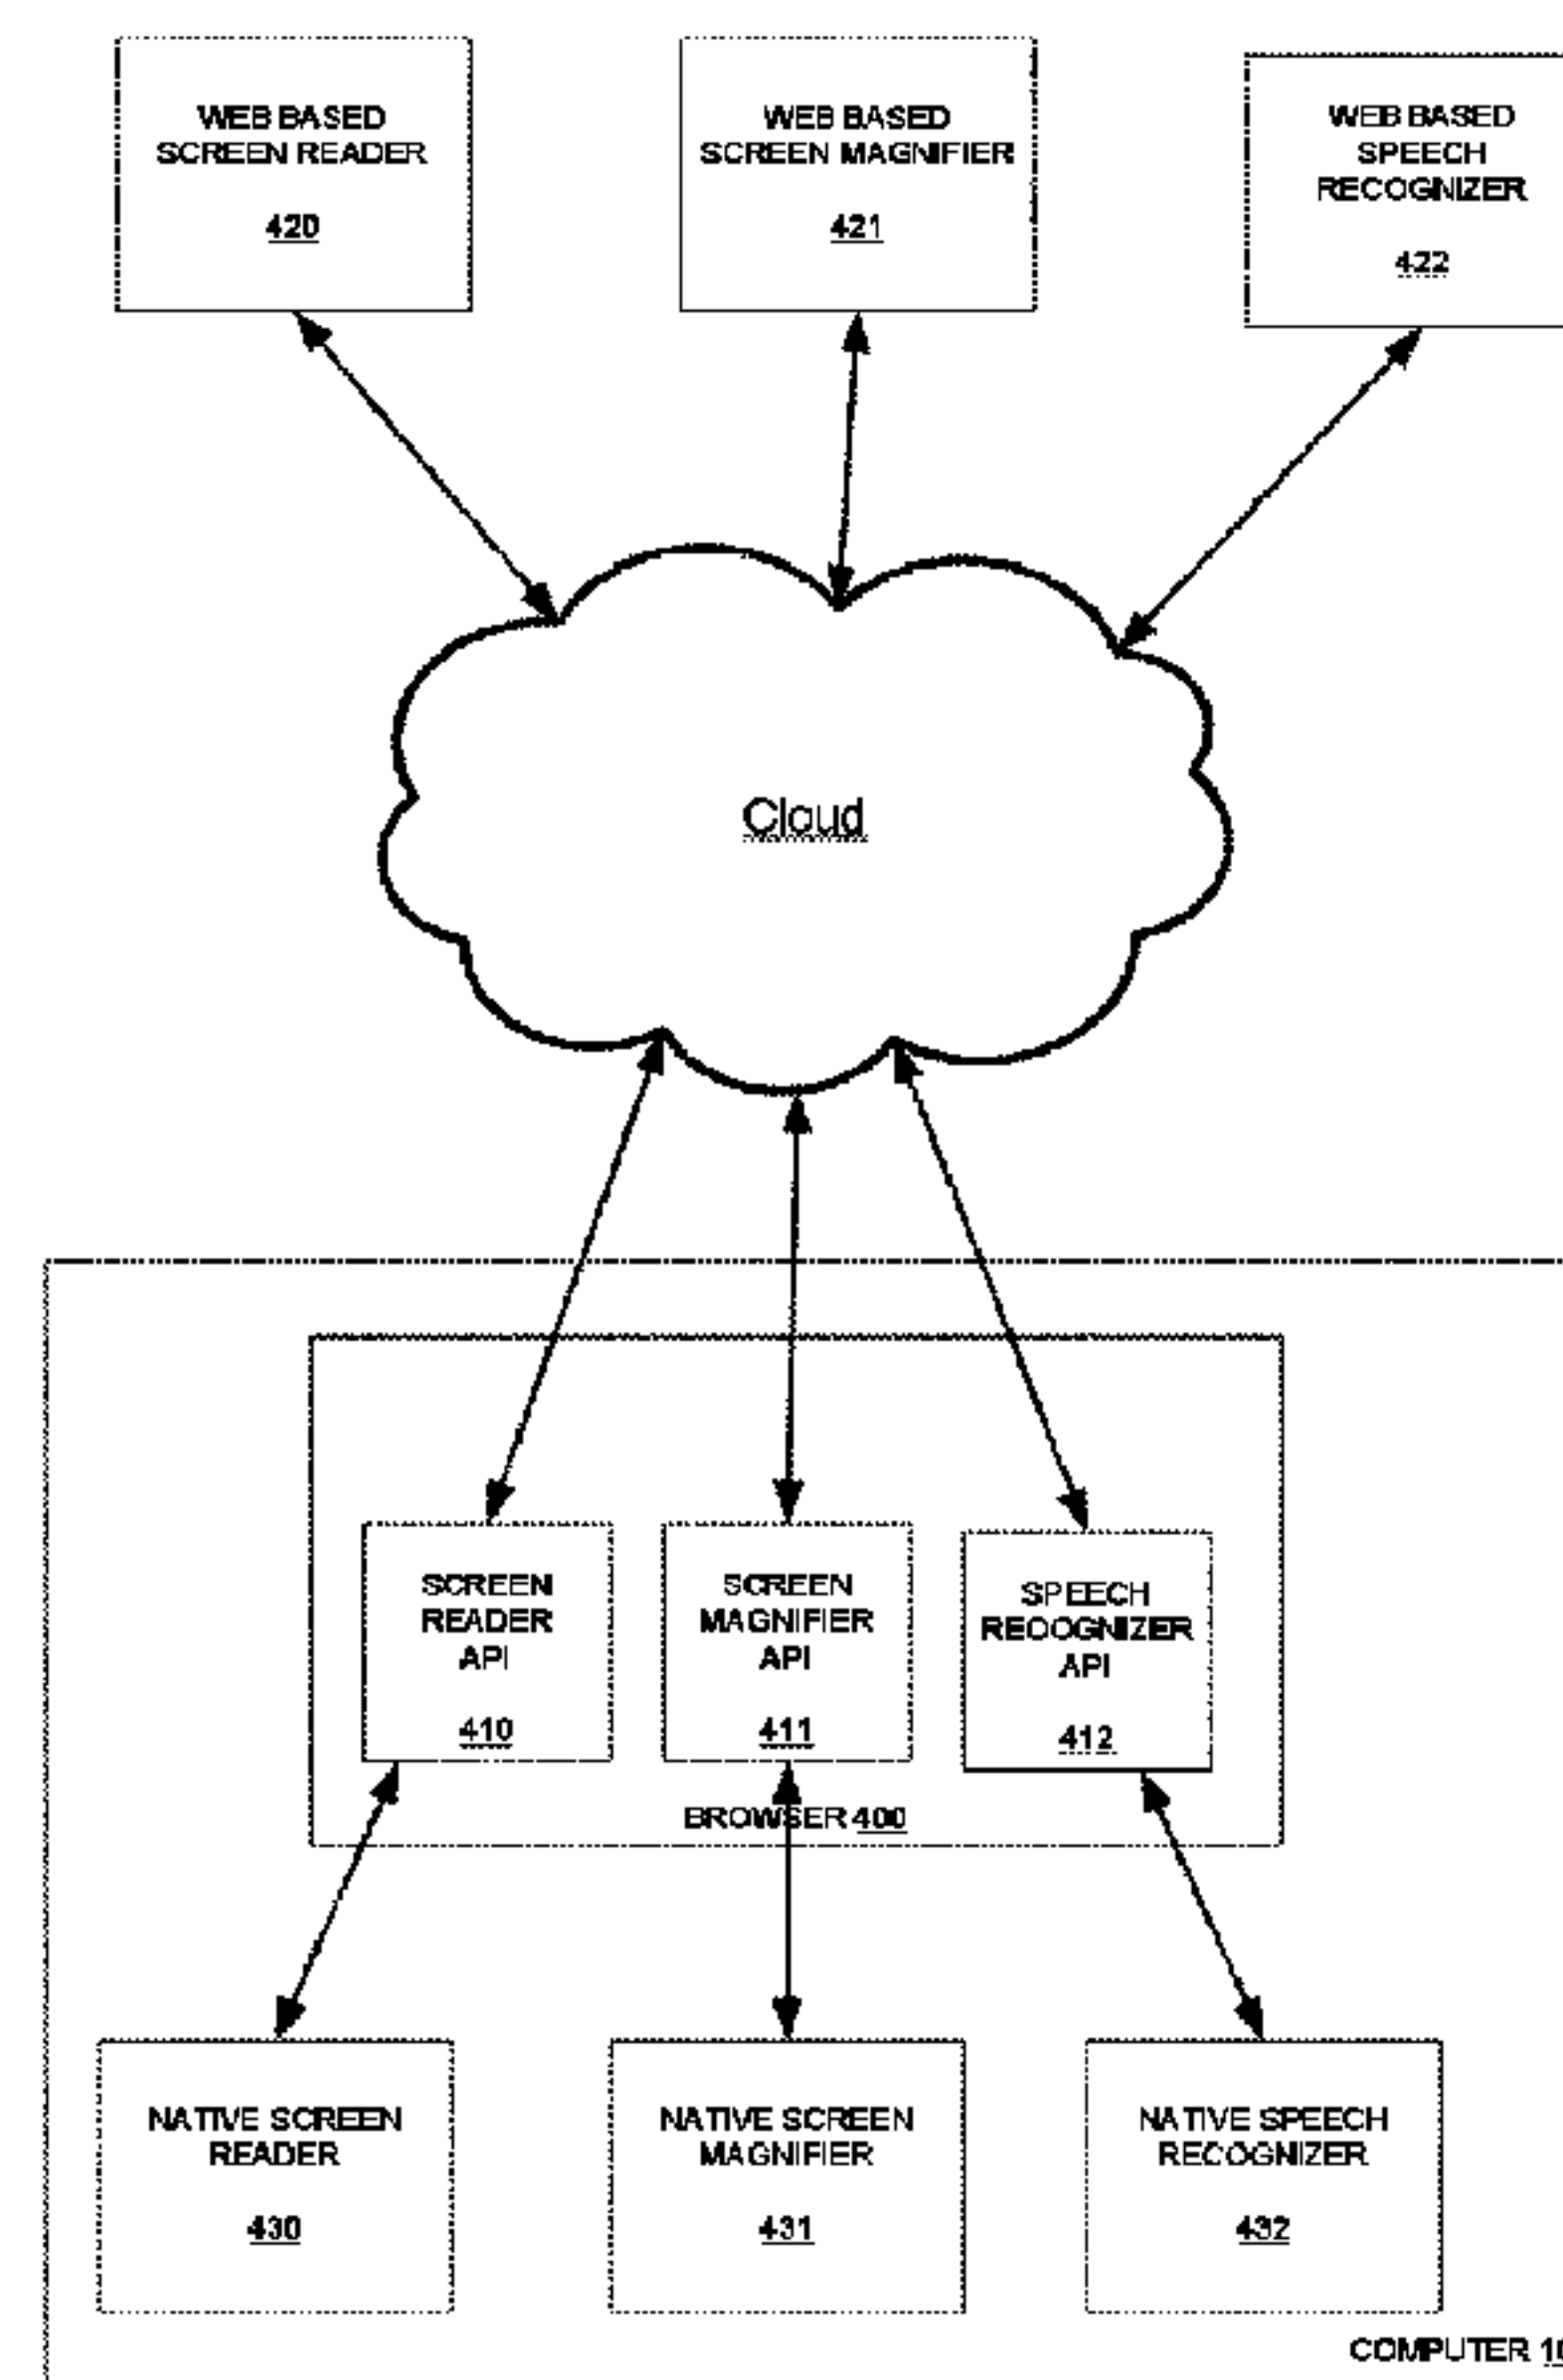 WEB BASED
SCREEN READER
420
WEB BASED
SCREEN MAGNIFIER
421
WEB BASED
SPEECH
RECOGNIZER
422
Cloud
SCREEN
READER
API
410
SCREEN
MAGNIFIER
API
411
SPEECH
RECOGNIZER
API
412
BROWSER 400
NATIVE SCREEN
READER
430
NATIVE SCREEN
MAGNIFIER
431
NATIVE SPEECH
RECOGNIZER
432
COMPUTER